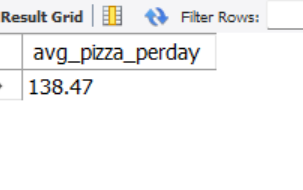 Result Grid Filter Rows:
avg_pizza_perday
138.47